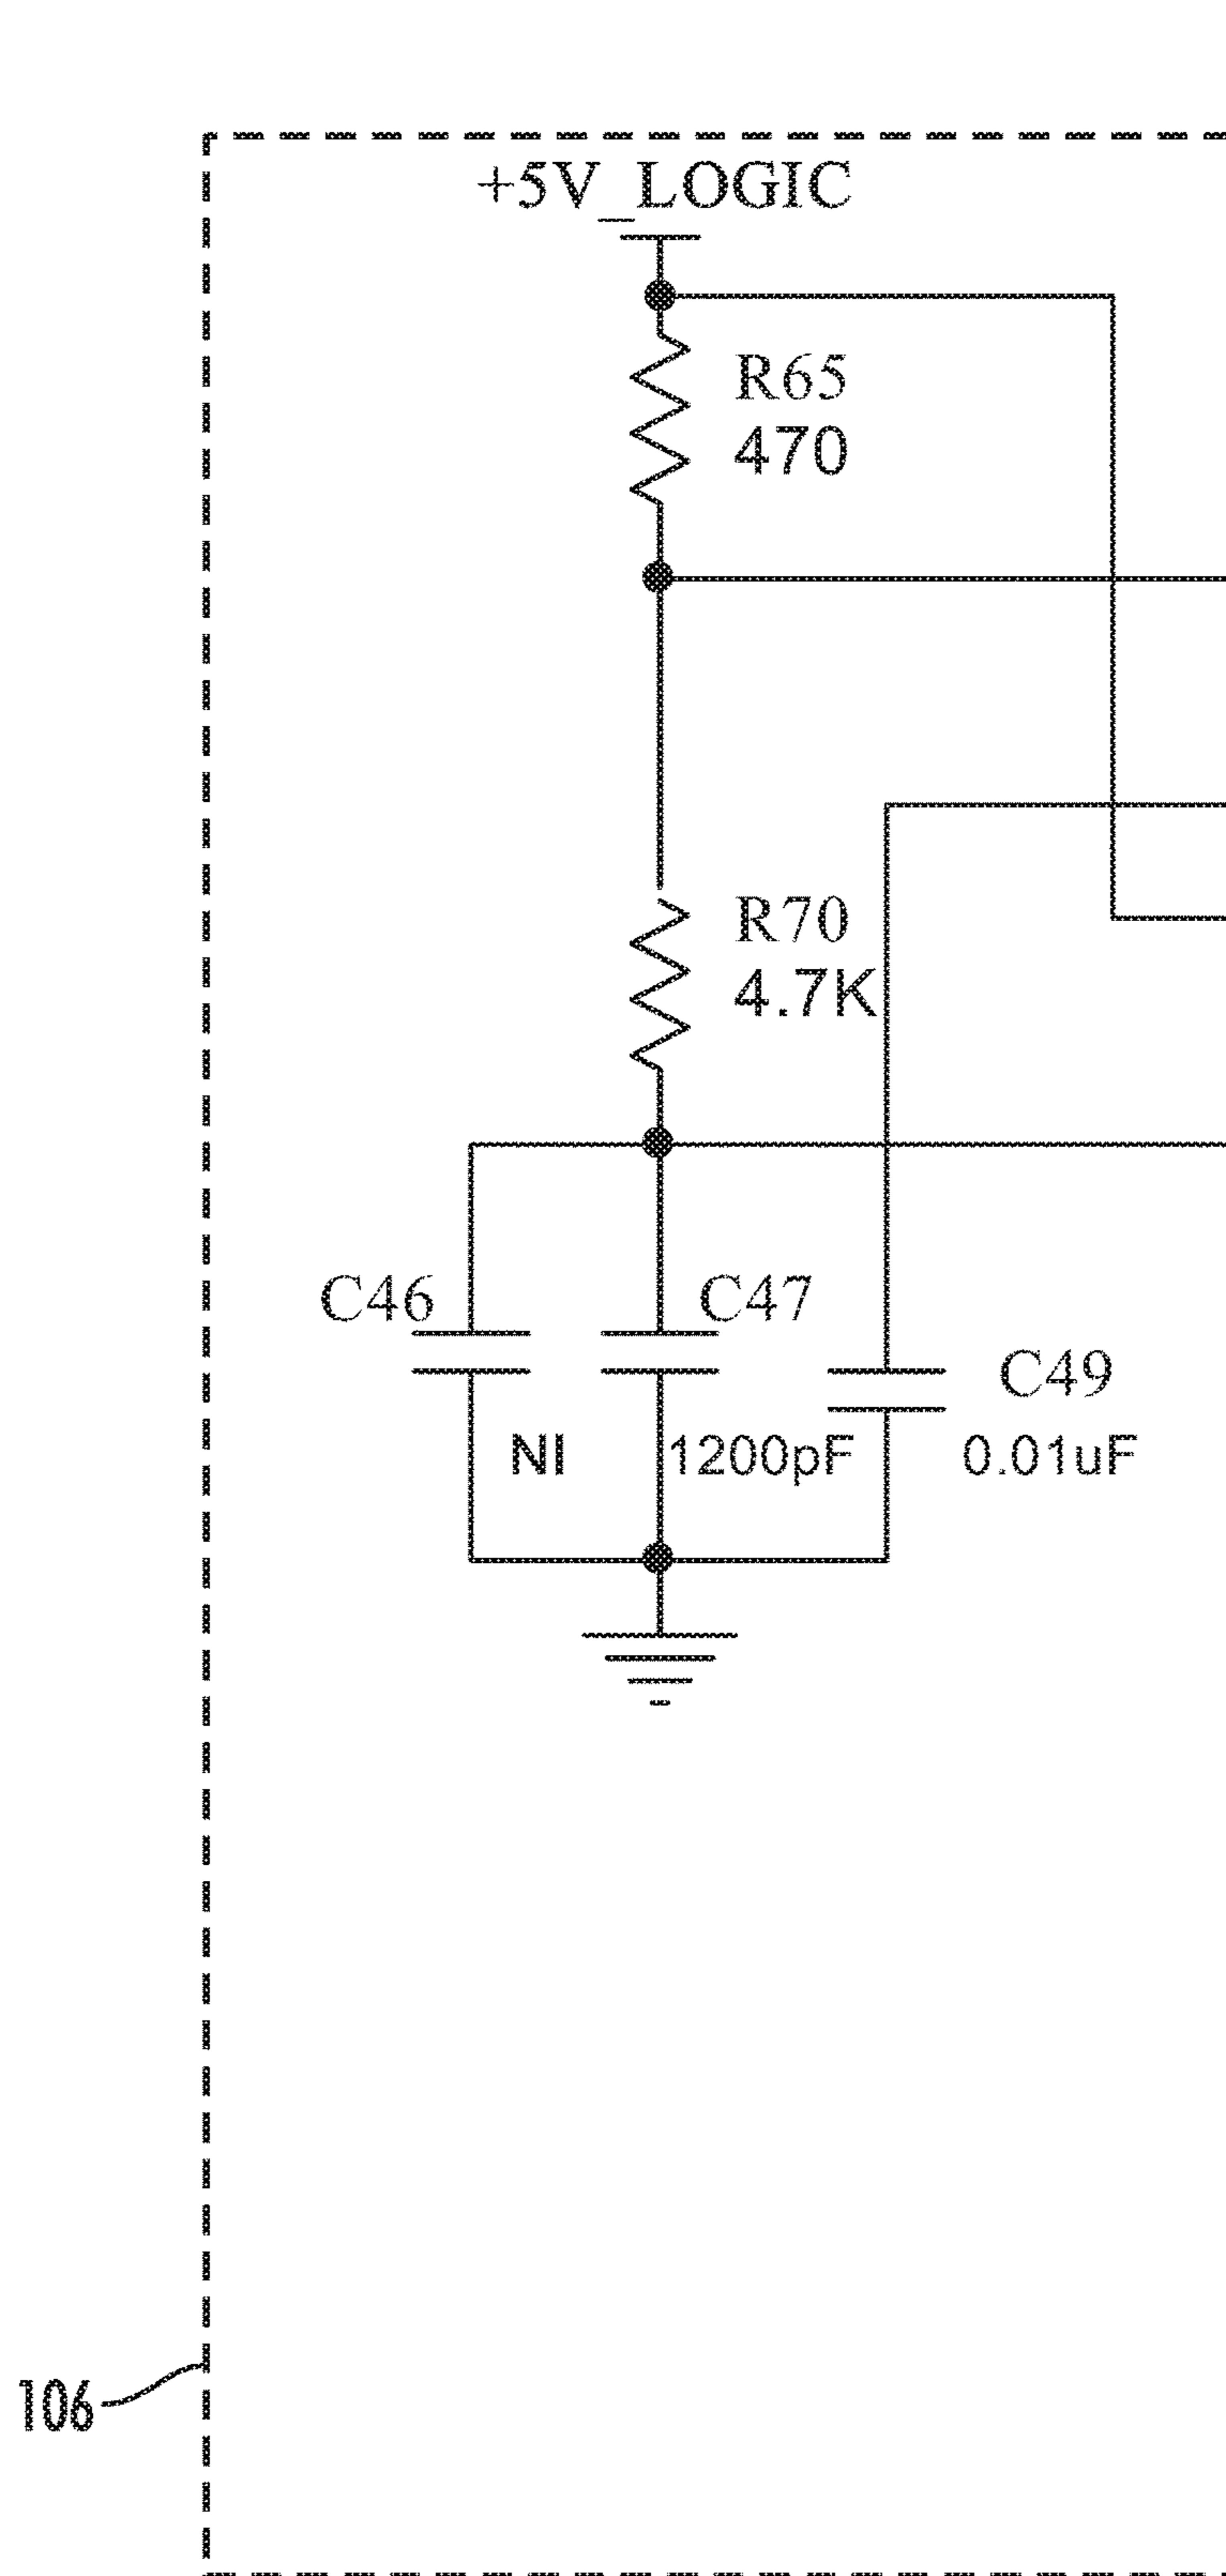 +5V_LOGIC
R65
470
R70
4.7K
C46
C47
C49
NI
1200pF
0.01uF
106